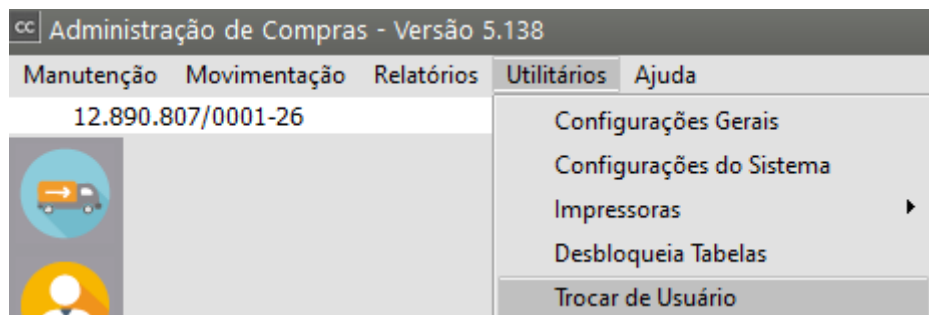 cc Administração de Compras - Versão 5.138
Manutenção Movimentação Relatórios Utilitários Ajuda
12.890.807/0001-26
Configurações Gerais
Configurações do Sistema
Impressoras
Desbloqueia Tabelas
Trocar de Usuário